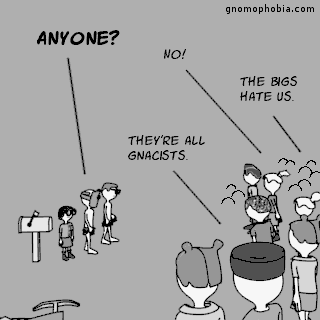 gnomophobia.com
ANYONE?
NO!
THE BIGS
HATE US.
THEY'RE ALL
GNACISTS.